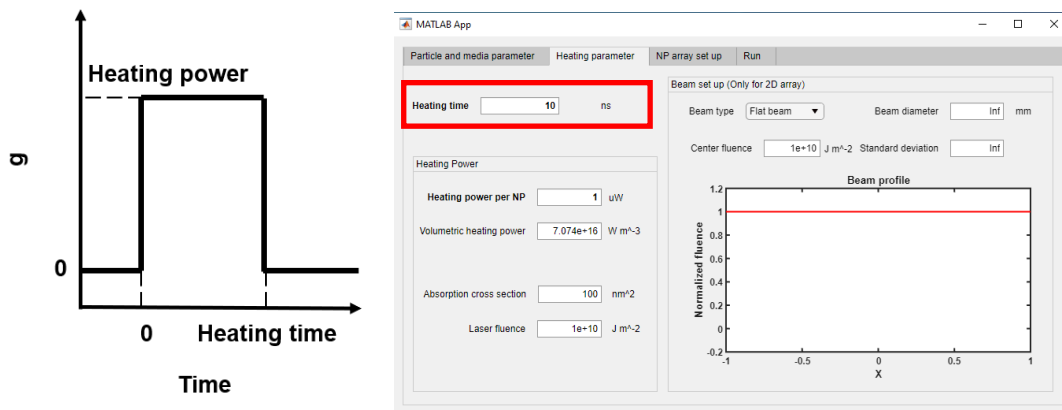 Heating power
g
0
0
Heating time
Time
MATLAB App
Particle and media parameter
Heating parameter
NP array set up
Run
Heating time 10 ns
Heating Power
Heating power per NP 1 uW
Volumetric heating power 7.074e+16 W m^-3
Absorption cross section 100 nm^2
Laser fluence 1e+10 J m^-2
Beam set up (Only for 2D array)
Beam type Flat beam ▼ Beam diameter Inf mm
Center fluence 1e+10 J m^-2 Standard deviation Inf
Beam profile
Normalized fluence
1.2
1
0.8
0.6
0.4
0.2
0
-0.2
-1 -0.5 0 0.5 1
X